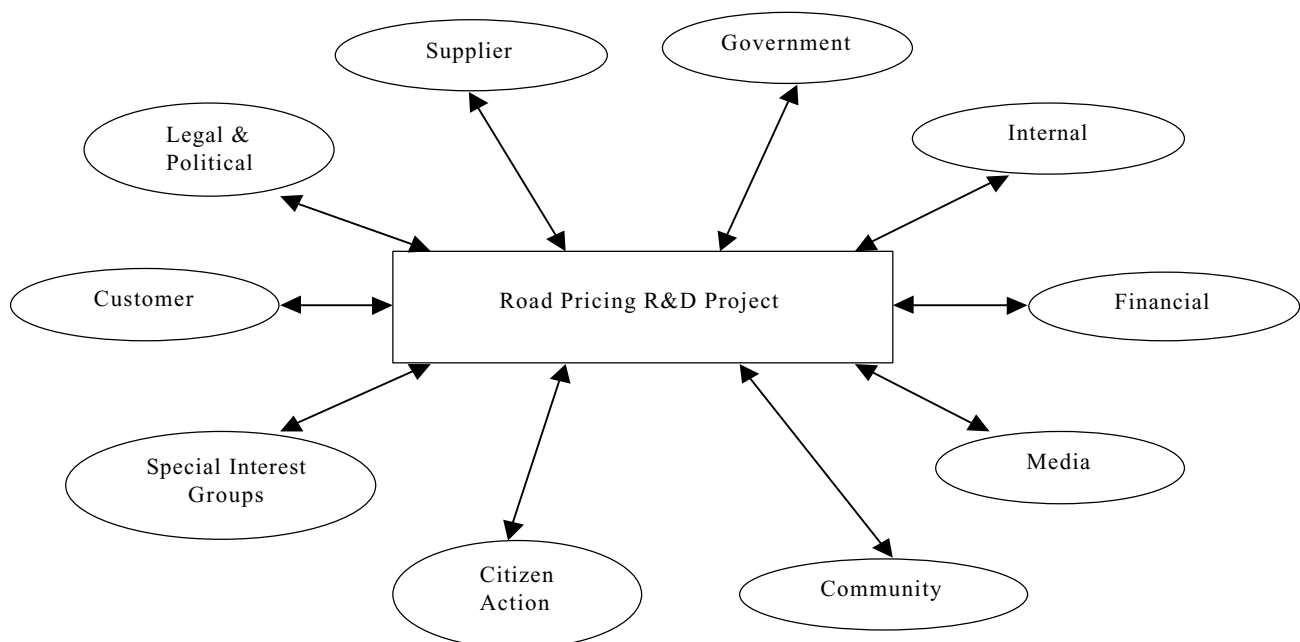 Supplier
Government
Legal &
Political
Internal
Customer
Road Pricing R&D Project
Financial
Special Interest
Groups
Media
Citizen
Action
Community